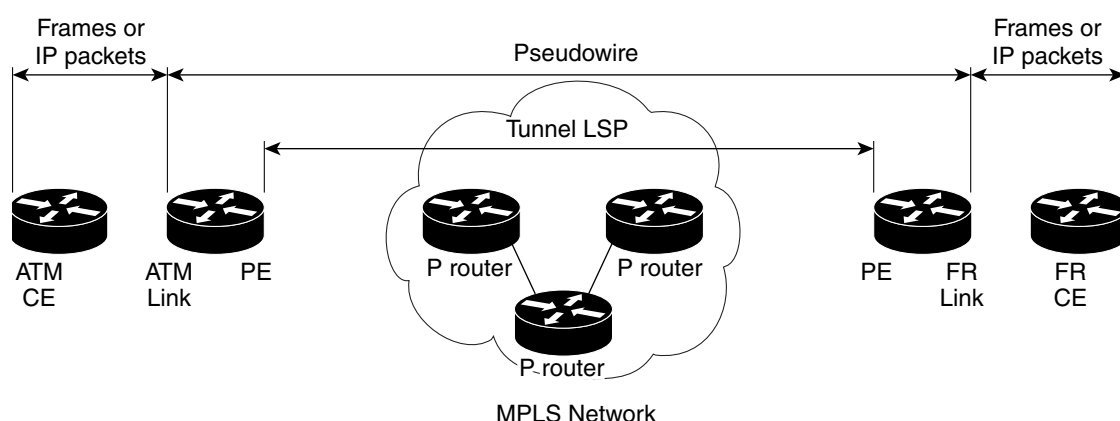 Frames or
IP packets
Pseudowire
Frames or
IP packets
Tunnel LSP
P router
P router
ATM
CE
ATM
Link
PE
PE
FR
Link
FR
CE
P router
MPLS Network